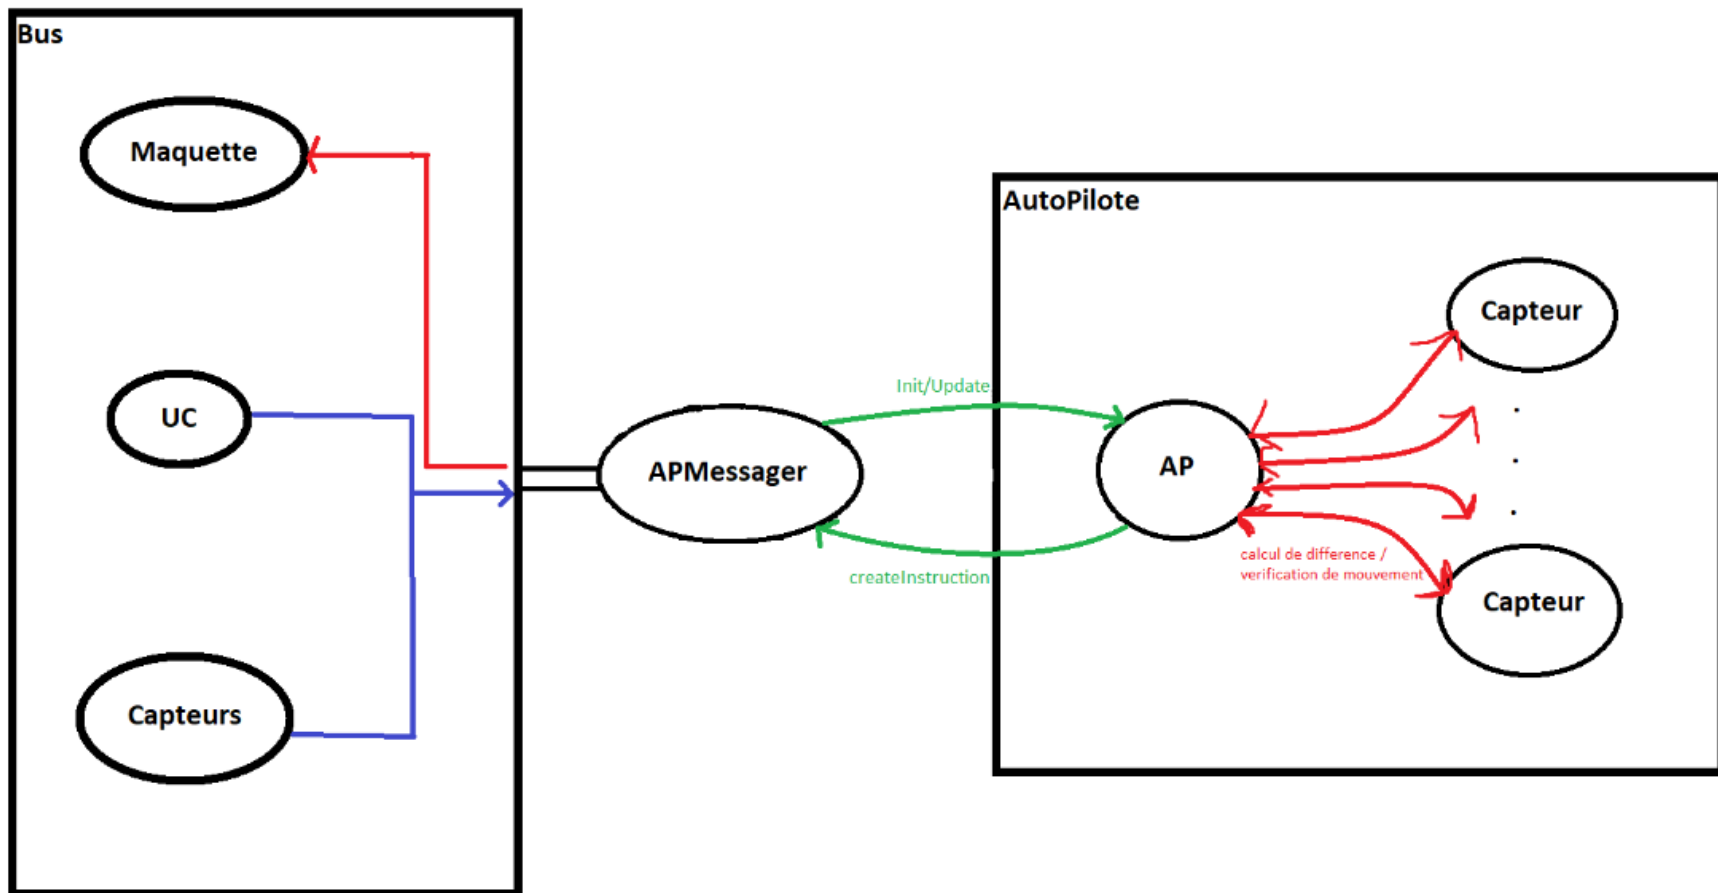 Bus
Maquette
UC
Capteurs
APMessager
Init/Update
createInstruction
AutoPilote
AP
Capteur
calcul de difference /
verification de mouvement
Capteur